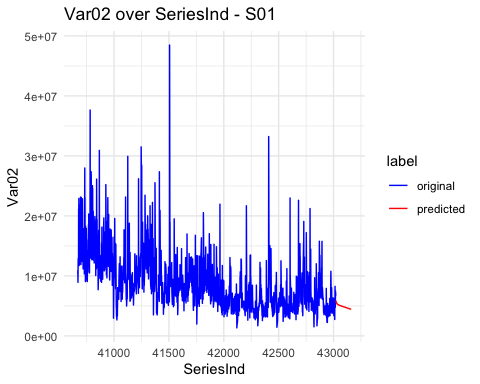 Var02 over SeriesInd - S01
5e+07
4e+07
3e+07
2e+07
1e+07
0e+00
Var02
41000 41500 42000 42500 43000
SeriesInd
label
original
predicted